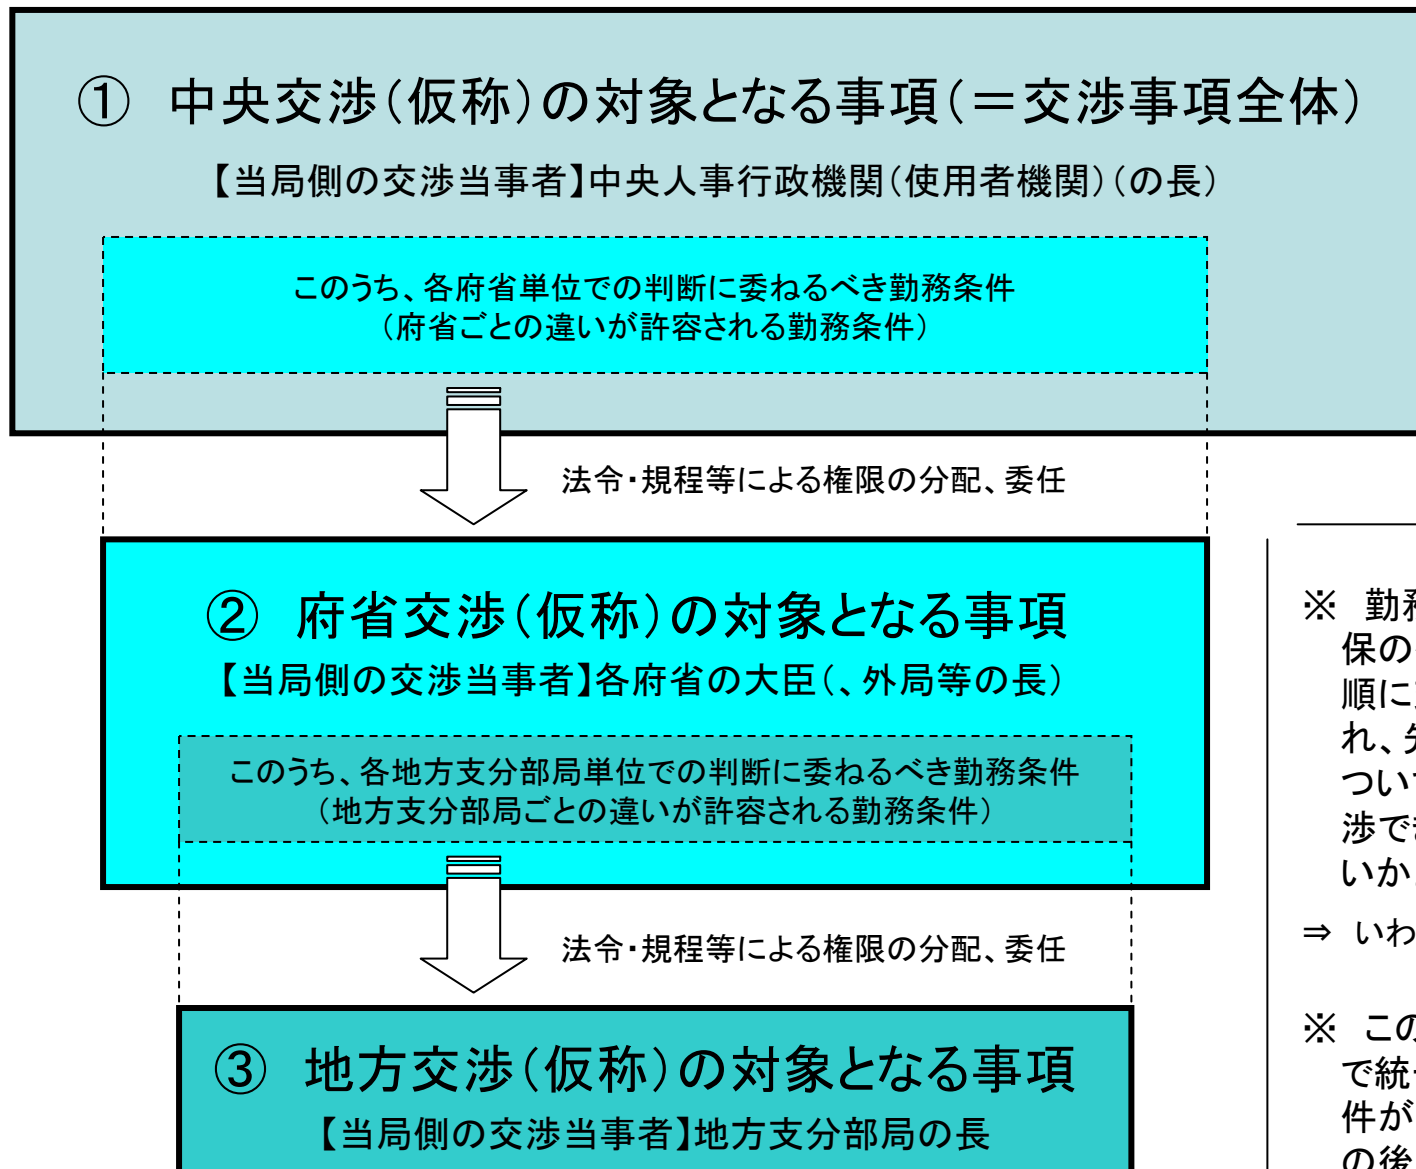 ① 中央交渉(仮称)の対象となる事項(＝交渉事項全体)
【当局側の交渉当事者】中央人事行政機関(使用者機関)(の長)
このうち、各府省単位での判断に委ねるべき勤務条件
(府省ごとの違いが許容される勤務条件)
法令・規程等による権限の分配、委任
② 府省交渉(仮称)の対象となる事項
【当局側の交渉当事者】各府省の大臣(、外局等の長)
このうち、各地方支分部局単位での判断に委ねるべき勤務条件
(地方支分部局ごとの違いが許容される勤務条件)
法令・規程等による権限の分配、委任
③ 地方交渉(仮称)の対象となる事項
【当局側の交渉当事者】地方支分部局の長
※ 勤務
保の
順に
れ、
つい
渉で
いか
⇒ いわ
※ この
で統
件が
の後